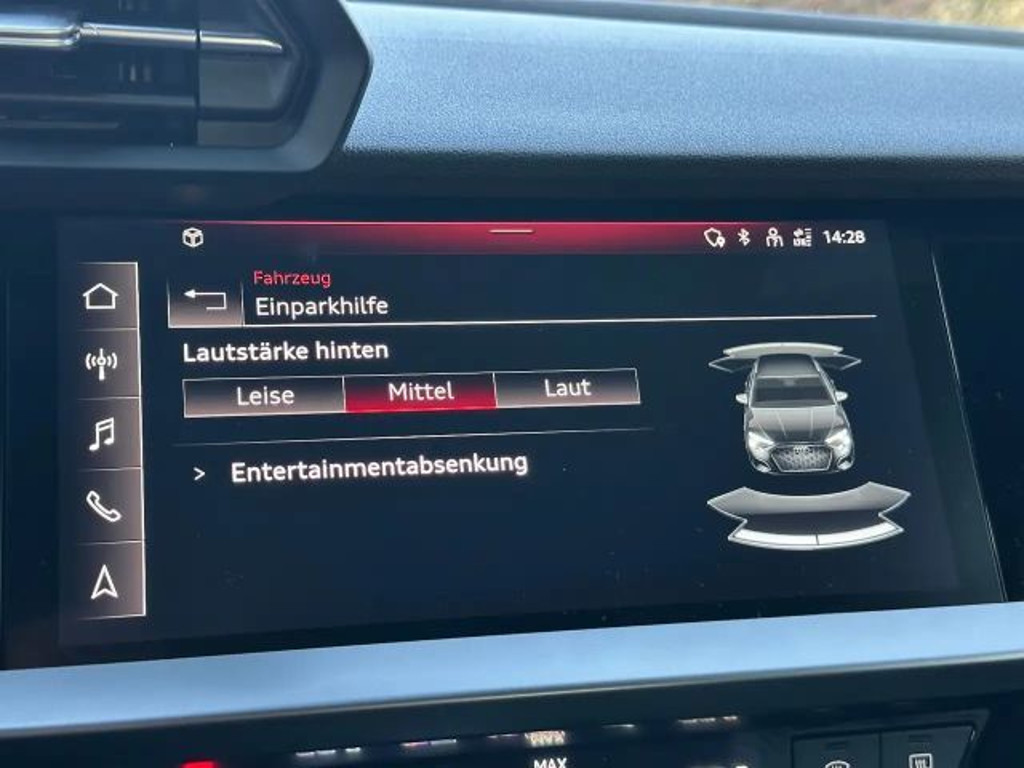 14:28
Fahrzeug
Einparkhilfe
Lautstärke hinten
Leise Mittel Laut
> Entertainmentabsenkung
MAX